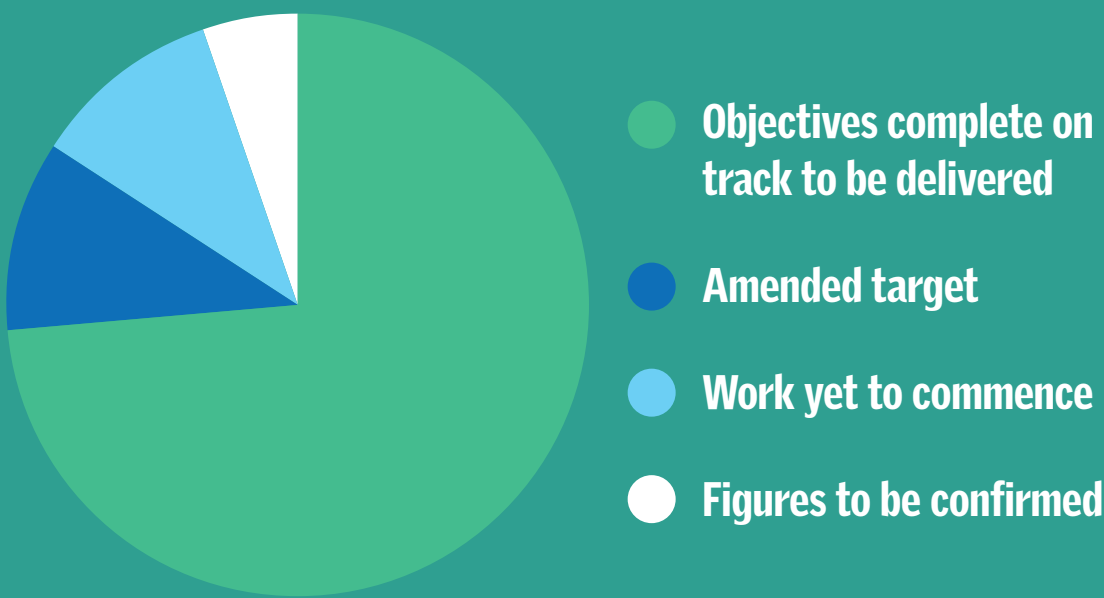 Objectives complete on
track to be delivered
Amended target
Work yet to commence
Figures to be confirmed